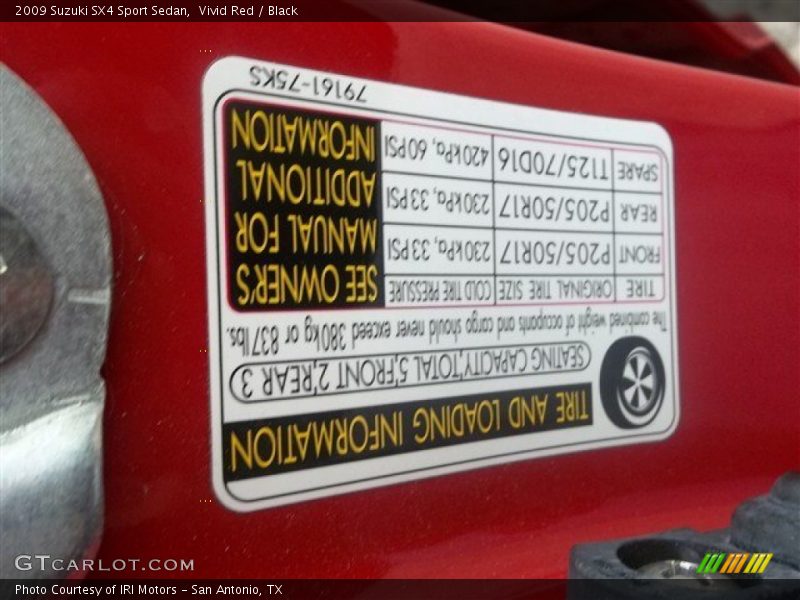 2009 Suzuki SX4 Sport Sedan, Vivid Red / Black
TIRE AND LOADING INFORMATION
SEATING CAPACITY,TOTAL 5,FRONT 2,REAR 3
The combined weight of occupants and cargo should never exceed 380kg or 837lbs.
TIRE ORIGINAL TIRE SIZE COLD TIRE PRESSURE
FRONT P205/50R17 230kPa, 33PSI
REAR P205/50R17 230kPa, 33PSI
SPARE T125/70D16 420kPa, 60PSI
SEE OWNER'S
MANUAL FOR
ADDITIONAL
INFORMATION
79161-75K5
GTCARLOT.COM
Photo Courtesy of IRI Motors - San Antonio, TX